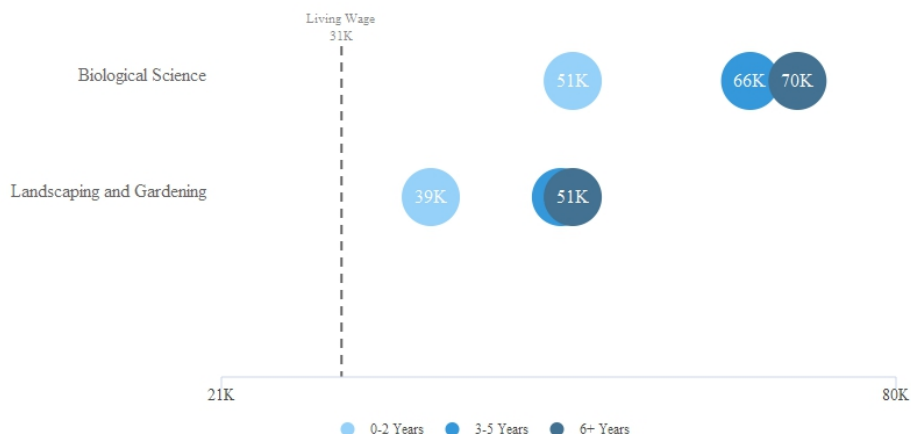 Living Wage
31K
Biological Science
51K
66K
70K
Landscaping and Gardening
39K
51K
21K
80K
0-2 Years
3-5 Years
6+ Years